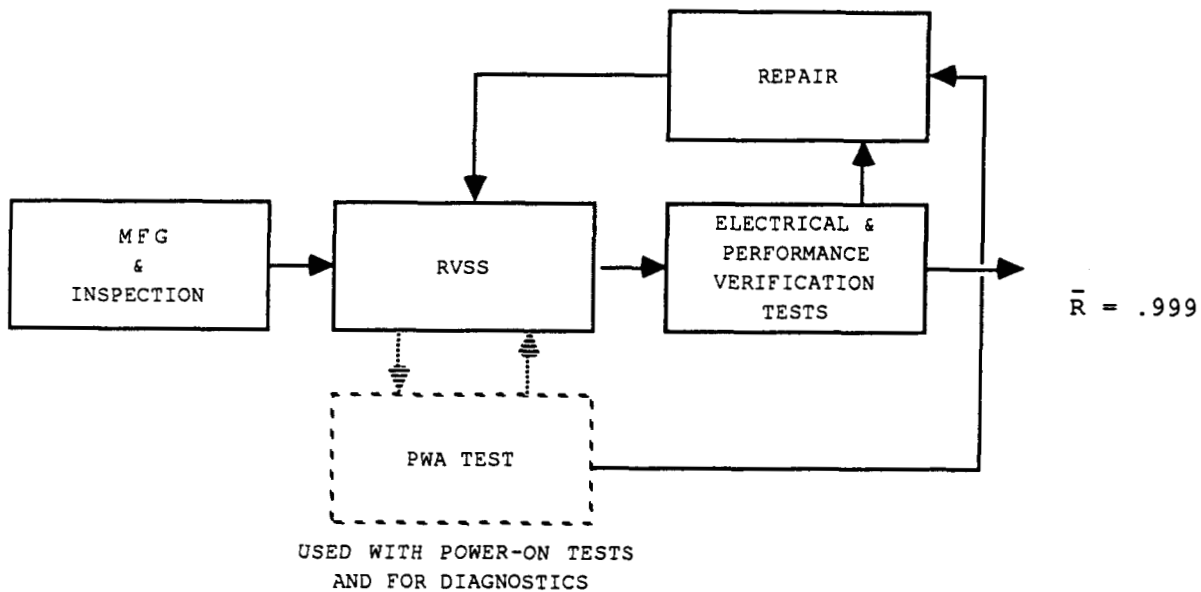 REPAIR
MFG
&
INSPECTION
RVSS
ELECTRICAL &
PERFORMANCE
VERIFICATION
TESTS
R̄ = .999
PWA TEST
USED WITH POWER-ON TESTS
AND FOR DIAGNOSTICS